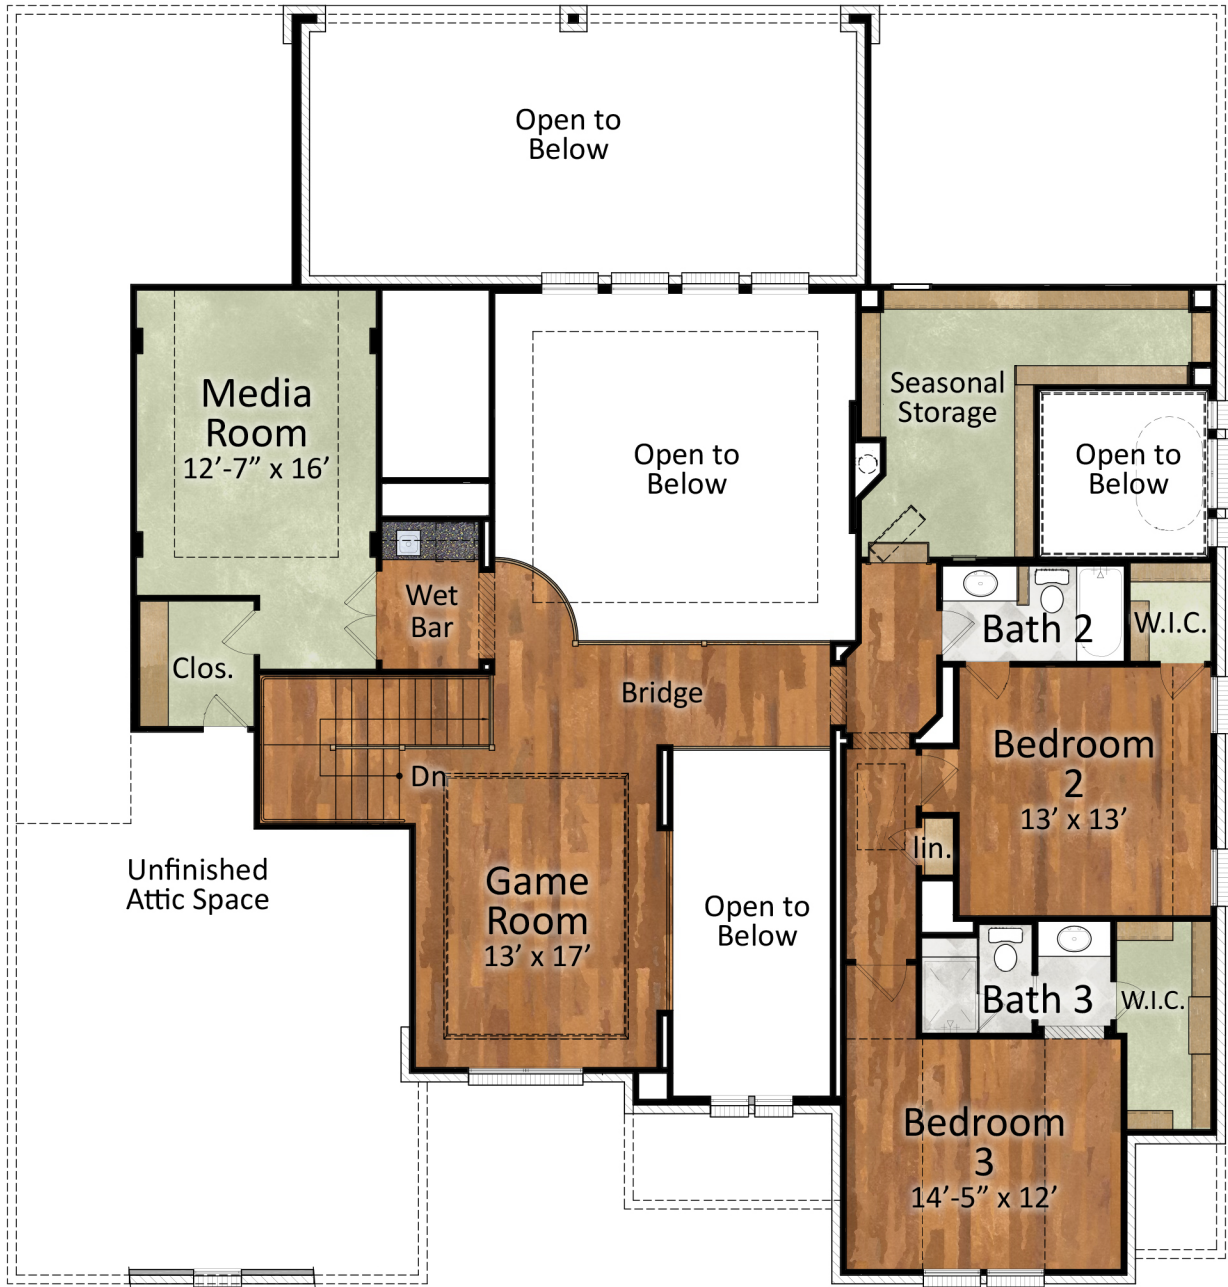 Open to
Below
Media
Room
12’-7” x 16’
Seasonal
Storage
Open to
Below
Open to
Below
Wet
Bar
Bath 2
W.I.C.
Clos.
Bridge
Bedroom
2
13’ x 13’
Dn
lin.
Unfinished
Attic Space
Game
Room
13’ x 17’
Open to
Below
Bath 3
W.I.C.
Bedroom
3
14’-5” x 12’